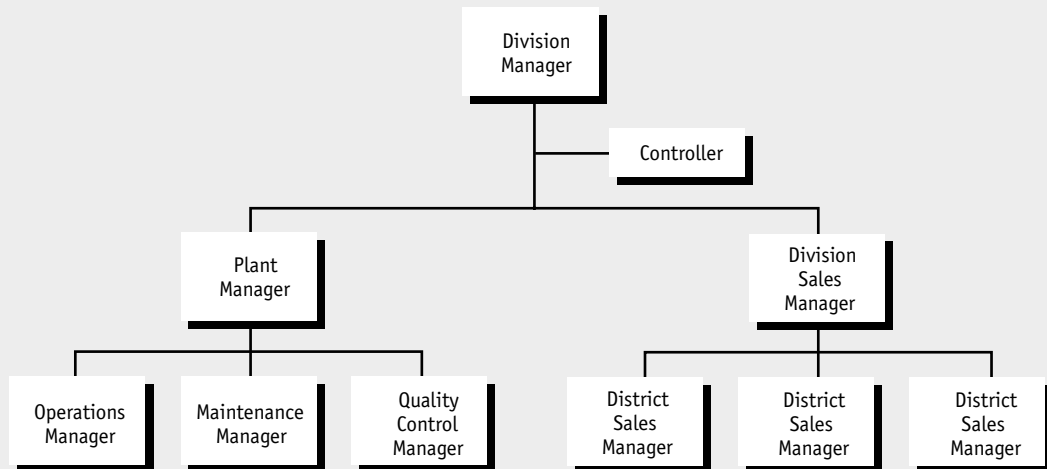 Division
Manager
Controller
Plant
Manager
Division
Sales
Manager
Operations
Manager
Maintenance
Manager
Quality
Control
Manager
District
Sales
Manager
District
Sales
Manager
District
Sales
Manager